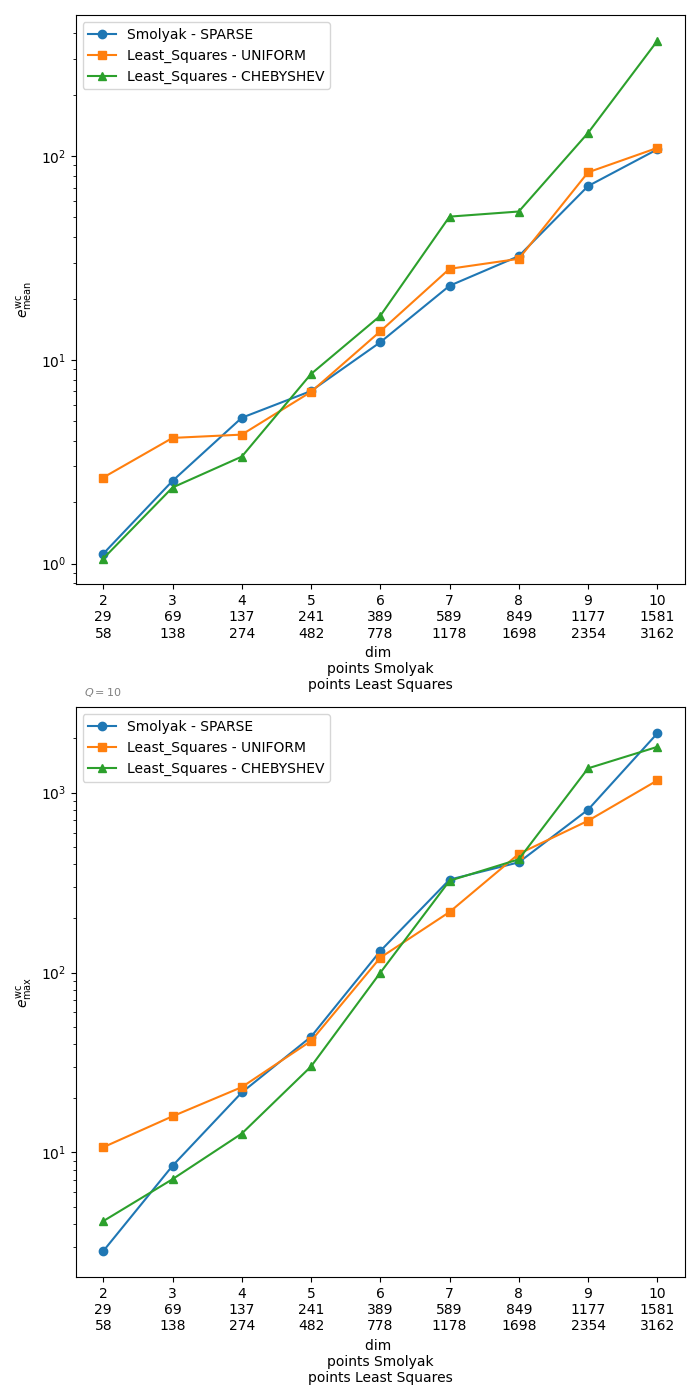 Smolyak - SPARSE
Least_Squares - UNIFORM
Least_Squares - CHEBYSHEV
10²
10¹
10⁰
e^wc_mean
2 3 4 5 6 7 8 9 10
29 69 137 241 389 589 849 1177 1581
58 138 274 482 778 1178 1698 2354 3162
dim
points Smolyak
points Least Squares
Q = 10
Smolyak - SPARSE
Least_Squares - UNIFORM
Least_Squares - CHEBYSHEV
10³
10²
10¹
e^wc_max
2 3 4 5 6 7 8 9 10
29 69 137 241 389 589 849 1177 1581
58 138 274 482 778 1178 1698 2354 3162
dim
points Smolyak
points Least Squares